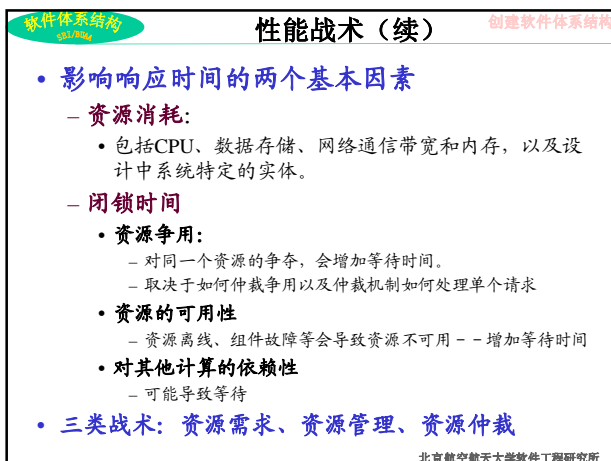 软件体系结构
SEI/BUAA
性能战术（续）
创建软件体系结构
• 影响响应时间的两个基本因素
– 资源消耗:
• 包括CPU、数据存储、网络通信带宽和内存，以及设
计中系统特定的实体。
– 闭锁时间
• 资源争用:
– 对同一个资源的争夺，会增加等待时间。
– 取决于如何仲裁争用以及仲裁机制如何处理单个请求
• 资源的可用性
– 资源离线、组件故障等会导致资源不可用－－增加等待时间
• 对其他计算的依赖性
– 可能导致等待
• 三类战术：资源需求、资源管理、资源仲裁
北京航空航天大学软件工程研究所